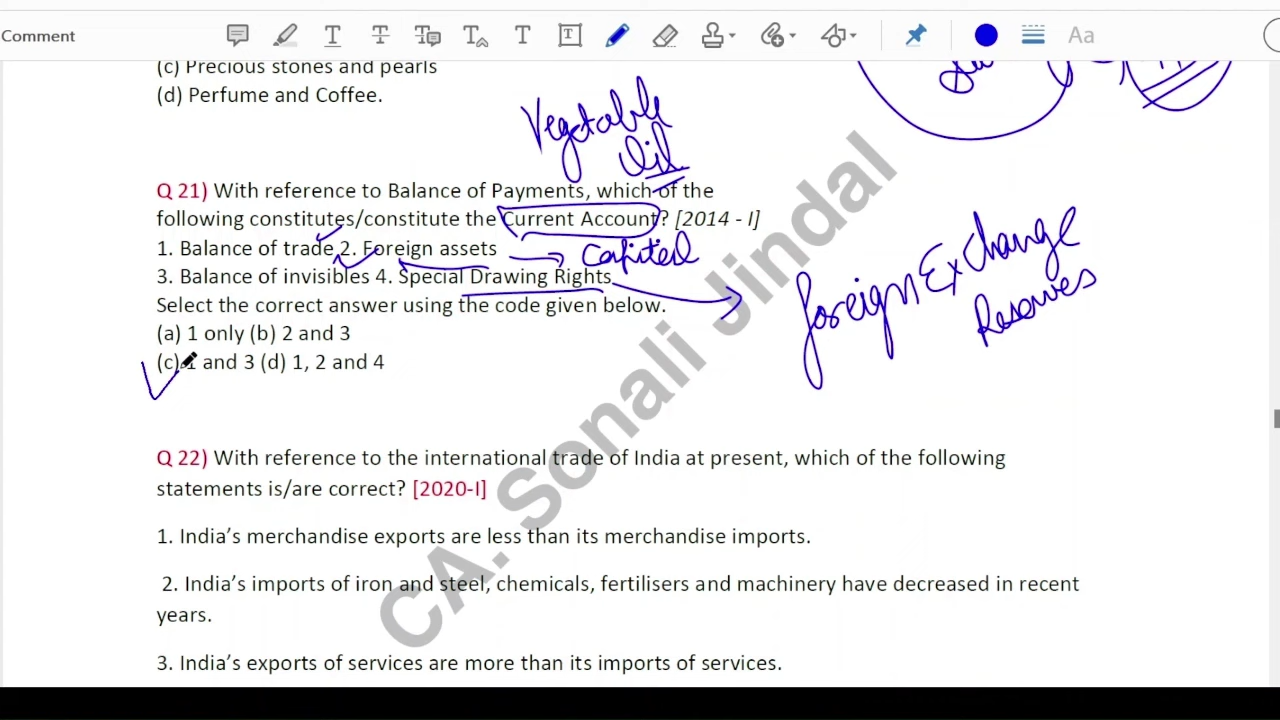 Comment
Aa
(c) Precious stones and pearls
(d) Perfume and Coffee.
Vegetable
Oil
Q 21) With reference to Balance of Payments, which of the
following constitutes/constitute the Current Account? [2014 - I]
1. Balance of trade 2. Foreign assets
Capital
3. Balance of invisibles 4. Special Drawing Rights
Foreign Exchange
Reserves
Select the correct answer using the code given below.
(a) 1 only (b) 2 and 3
(c) 1 and 3 (d) 1, 2 and 4
CA. Sonali Jindal
Q 22) With reference to the international trade of India at present, which of the following
statements is/are correct? [2020-I]
1. India's merchandise exports are less than its merchandise imports.
2. India's imports of iron and steel, chemicals, fertilisers and machinery have decreased in recent
years.
3. India's exports of services are more than its imports of services.